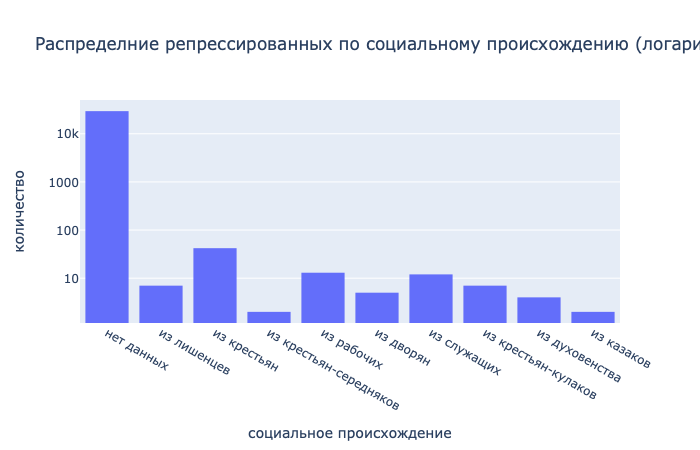 Распределние репрессированных по социальному происхождению (логари
количество
10k
1000
100
10
нет данных
из лишенцев
из крестьян
из крестьян-середняков
из рабочих
из дворян
из служащих
из крестьян-кулаков
из духовенства
из казаков
социальное происхождение